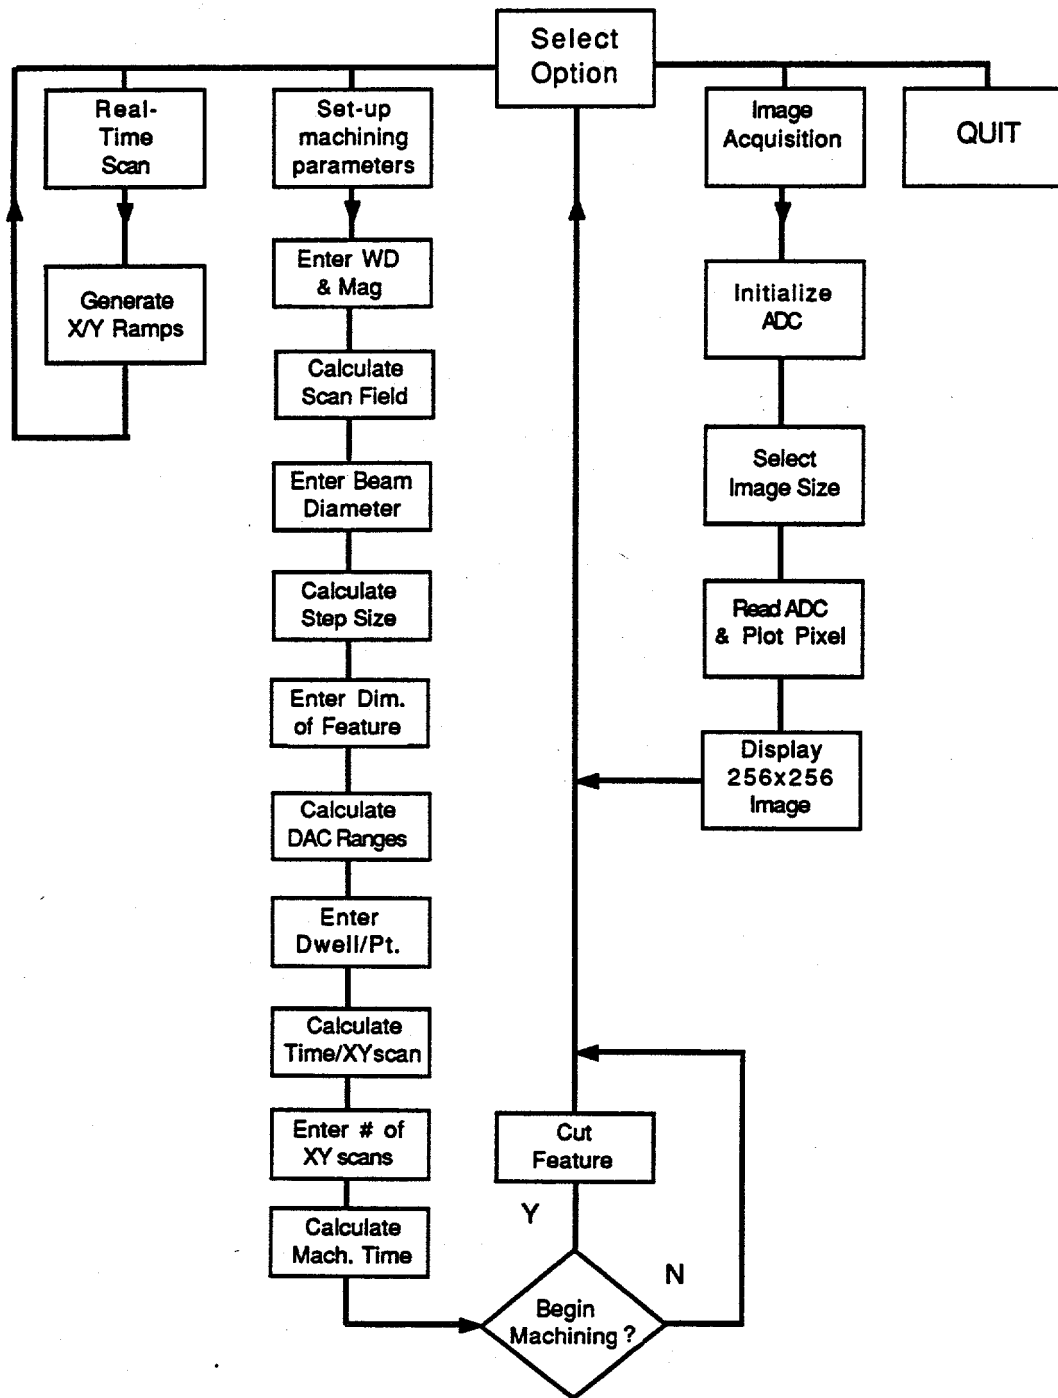 Select
Option
Real-
Time
Scan
Generate
X/Y Ramps
Set-up
machining
parameters
Enter WD
& Mag
Calculate
Scan Field
Enter Beam
Diameter
Calculate
Step Size
Enter Dim.
of Feature
Calculate
DAC Ranges
Enter
Dwell/Pt.
Calculate
Time/XYscan
Enter # of
XY scans
Calculate
Mach. Time
Begin
Machining ?
Y
N
Cut
Feature
Image
Acquisition
Initialize
ADC
Select
Image Size
Read ADC
& Plot Pixel
Display
256x256
Image
QUIT